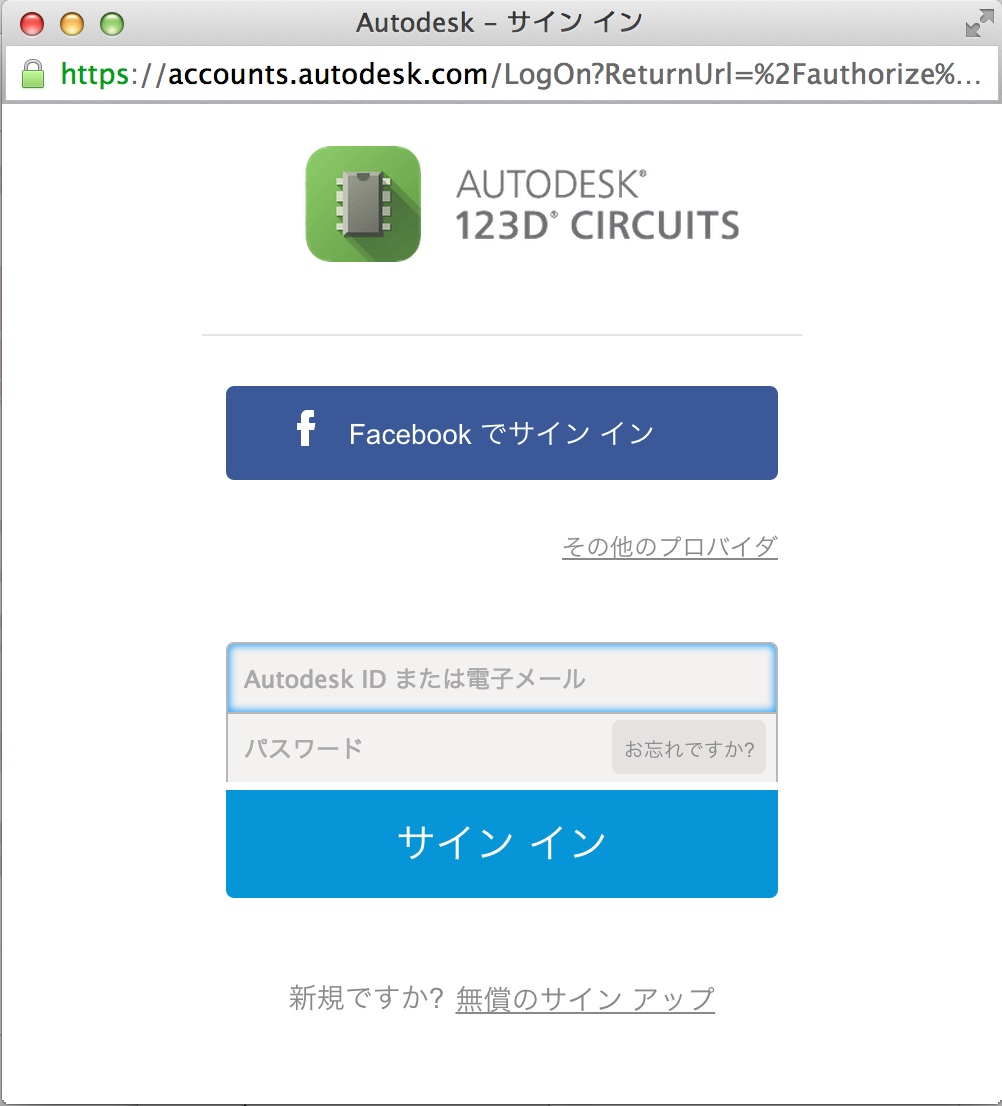 Autodesk – サイン イン
https://accounts.autodesk.com/LogOn?ReturnUrl=%2Fauthorize%...
AUTODESK®
123D® CIRCUITS
f Facebook でサイン イン
その他のプロバイダ
Autodesk ID または電子メール
パスワード お忘れですか?
サイン イン
新規ですか? 無償のサイン アップ